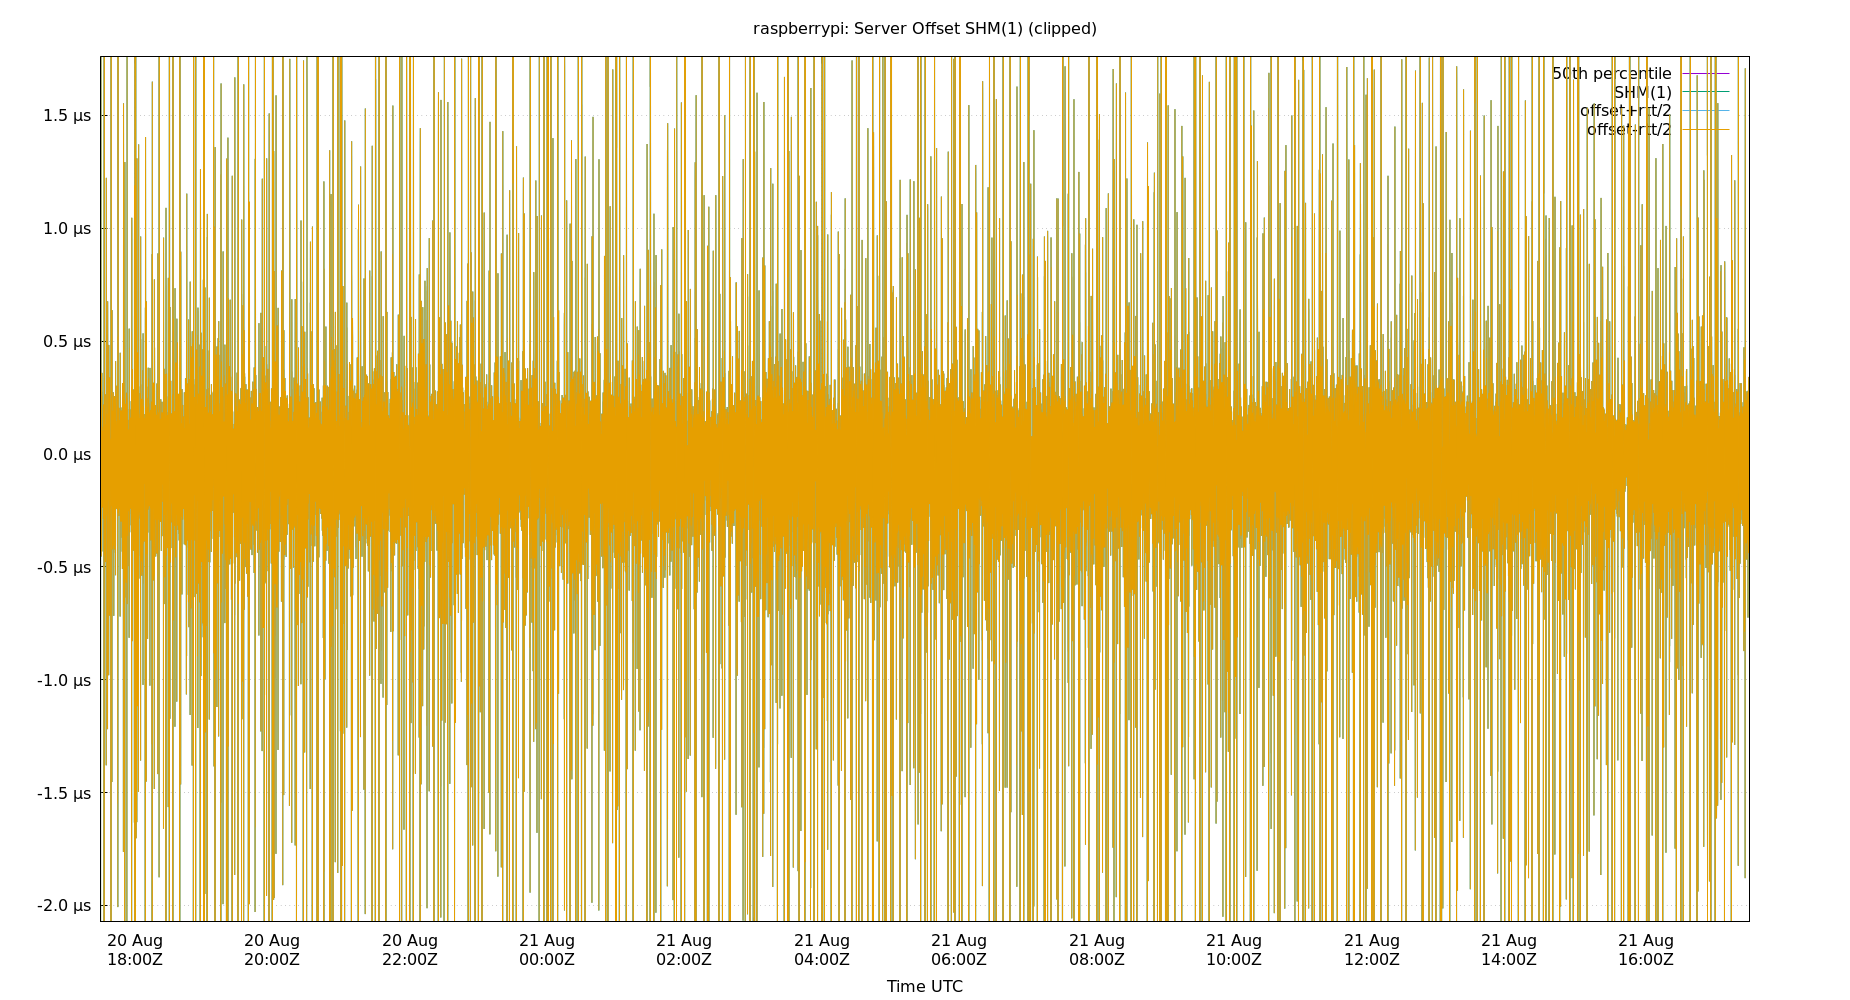 raspberrypi: Server Offset SHM(1) (clipped)
50th percentile
SHM(1)
offset+rtt/2
offset-rtt/2
1.5 µs
1.0 µs
0.5 µs
0.0 µs
-0.5 µs
-1.0 µs
-1.5 µs
-2.0 µs
20 Aug 20 Aug 20 Aug 21 Aug 21 Aug 21 Aug 21 Aug 21 Aug 21 Aug 21 Aug 21 Aug 21 Aug
18:00Z 20:00Z 22:00Z 00:00Z 02:00Z 04:00Z 06:00Z 08:00Z 10:00Z 12:00Z 14:00Z 16:00Z
Time UTC